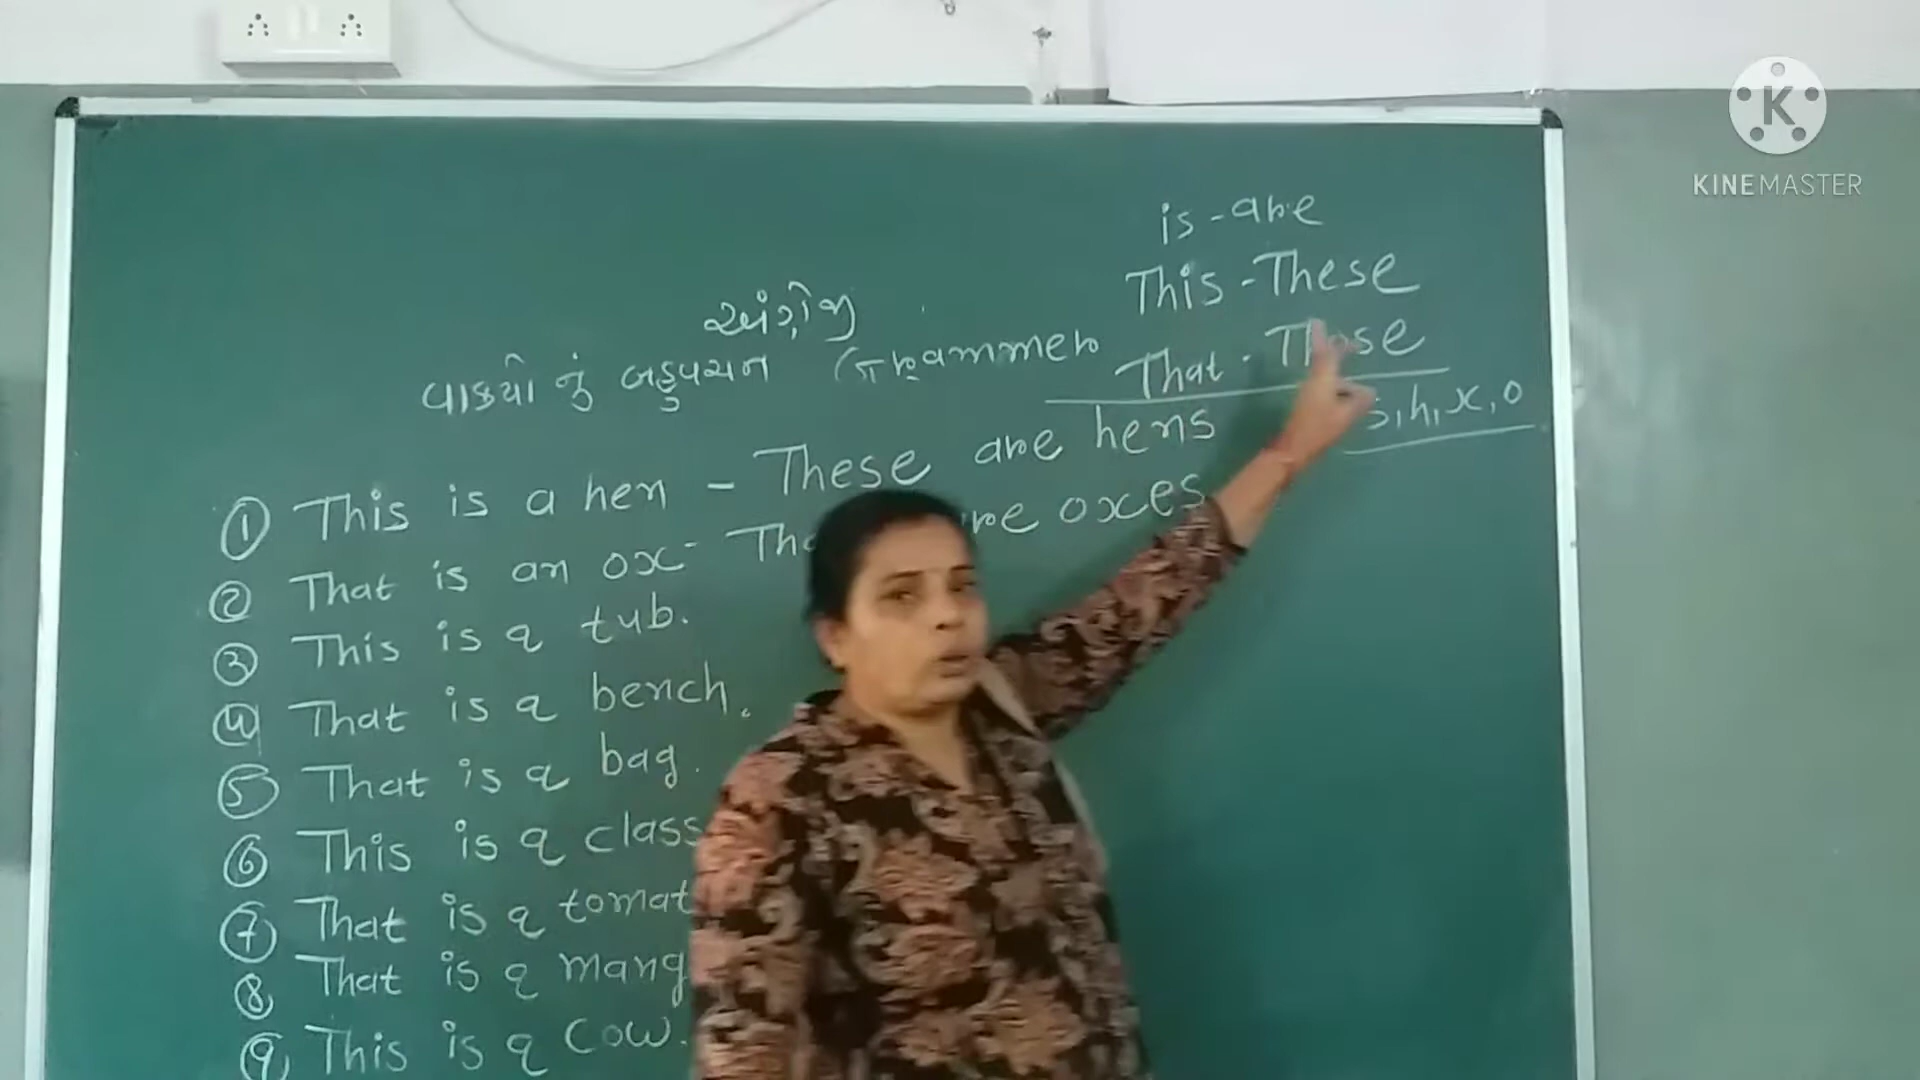 KINEMASTER
is - are
This - These
That - Those
s, h, x, o
અંગ્રેજી
વાકયો નું બહુવચન Grammer
① This is a hen - These are hens
② That is an ox - are oxes
③ This is a tub.
④ That is a bench.
⑤ That is a bag.
⑥ This is a class
⑦ That is a
⑧ That is a
⑨ This is a cow.